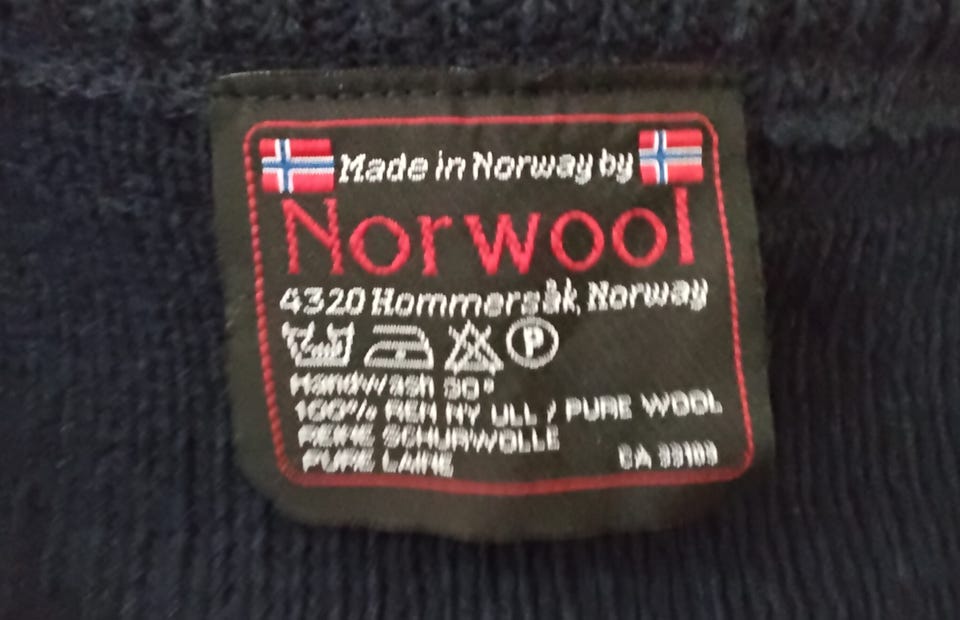 Made in Norway by
Norwool
4320 Hommersåk, Norway
P
Handwash 30°
100% REN NY ULL / PURE WOOL
REINE SCHURWOLLE
PURE LAINE
CA